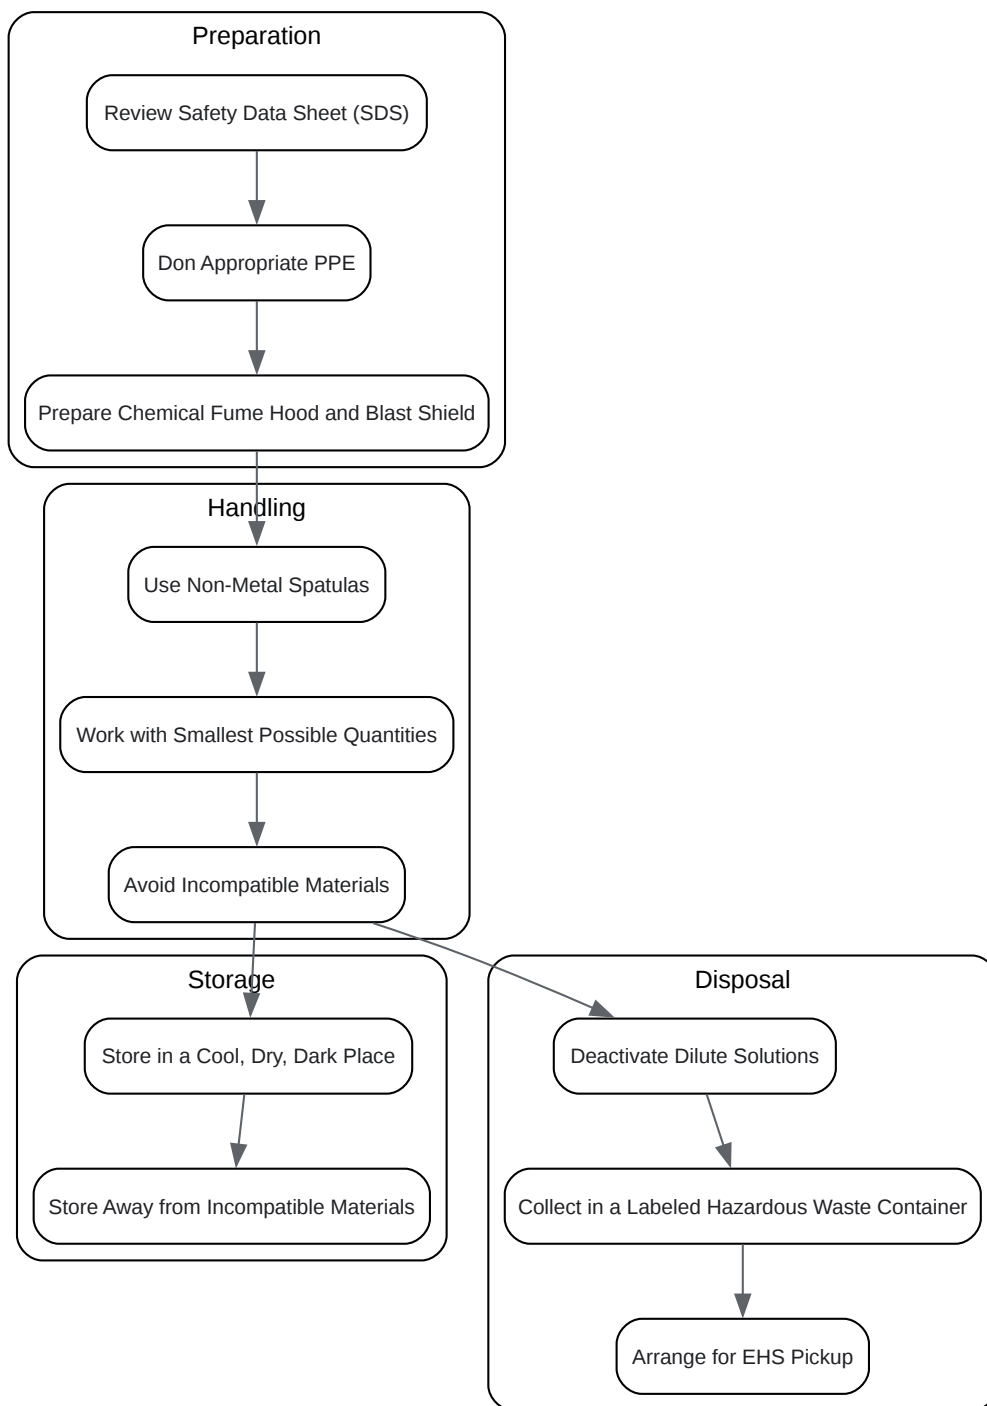 Preparation
Review Safety Data Sheet (SDS)
Don Appropriate PPE
Prepare Chemical Fume Hood and Blast Shield
Handling
Use Non-Metal Spatulas
Work with Smallest Possible Quantities
Avoid Incompatible Materials
Storage
Store in a Cool, Dry, Dark Place
Store Away from Incompatible Materials
Disposal
Deactivate Dilute Solutions
Collect in a Labeled Hazardous Waste Container
Arrange for EHS Pickup